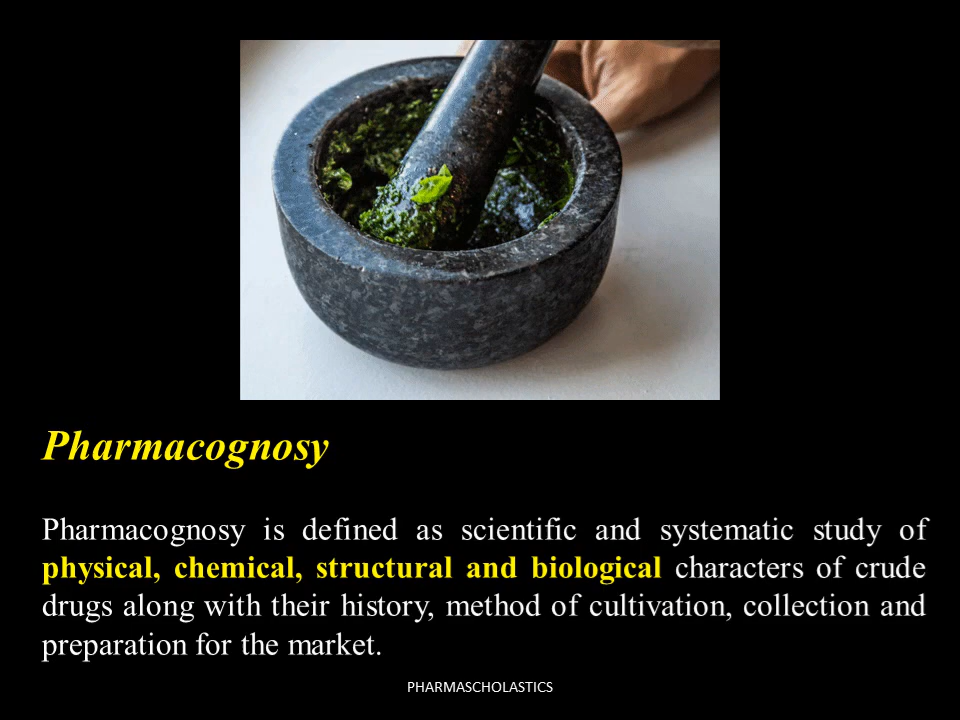 Pharmacognosy
Pharmacognosy is defined as scientific and systematic study of
physical, chemical, structural and biological characters of crude
drugs along with their history, method of cultivation, collection and
preparation for the market.
PHARMASCHOLASTICS